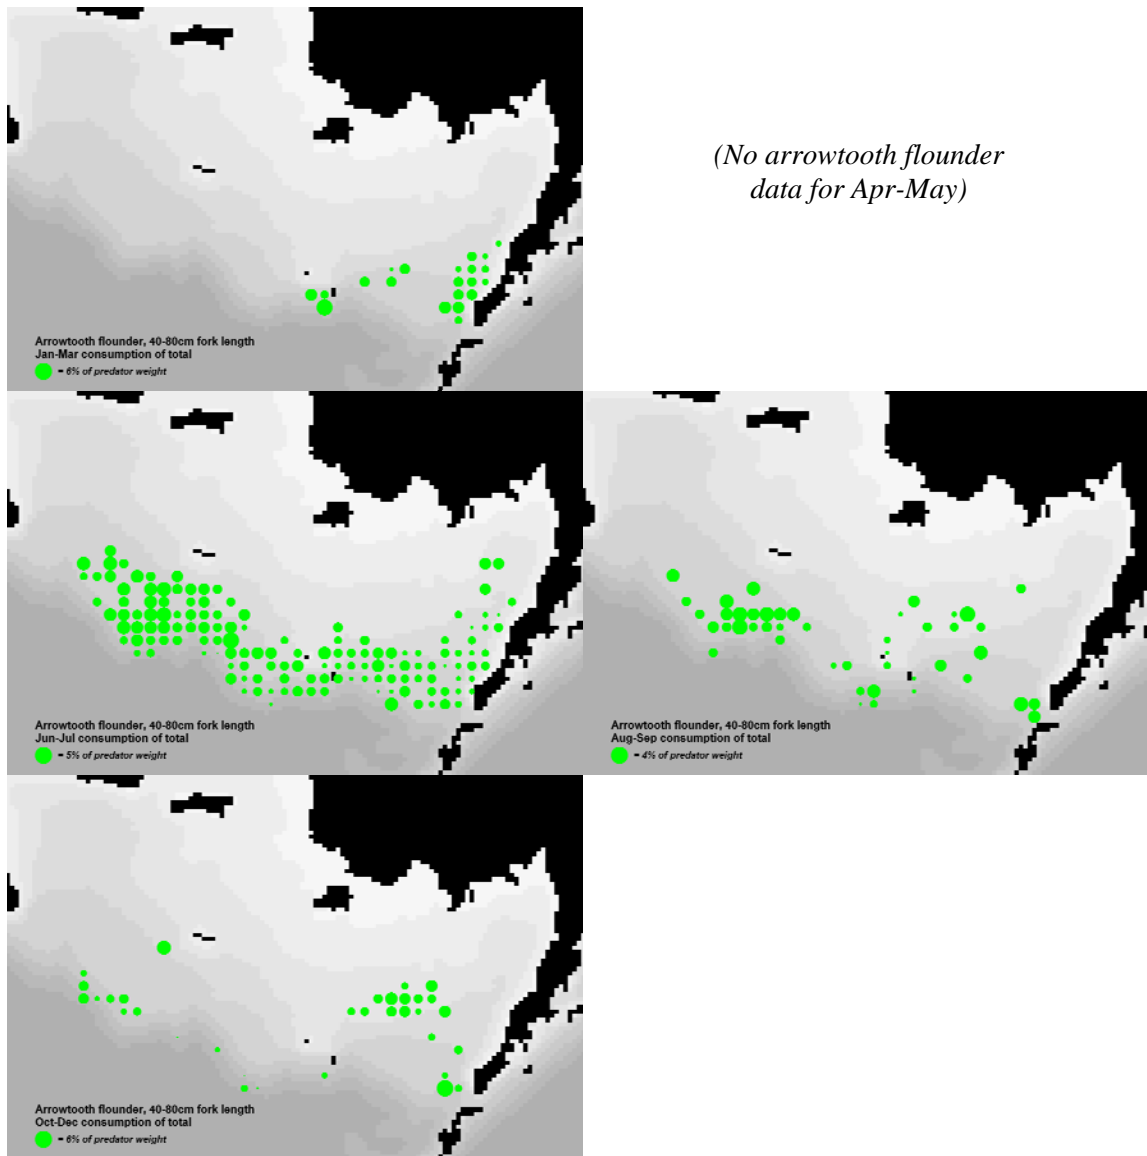 (No arrowtooth flounder
data for Apr-May)
Arrowtooth flounder, 40-80cm fork length
Jan-Mar consumption of total
= 6% of predator weight
Arrowtooth flounder, 40-80cm fork length
Jun-Jul consumption of total
= 5% of predator weight
Arrowtooth flounder, 40-80cm fork length
Aug-Sep consumption of total
= 4% of predator weight
Arrowtooth flounder, 40-80cm fork length
Oct-Dec consumption of total
= 6% of predator weight